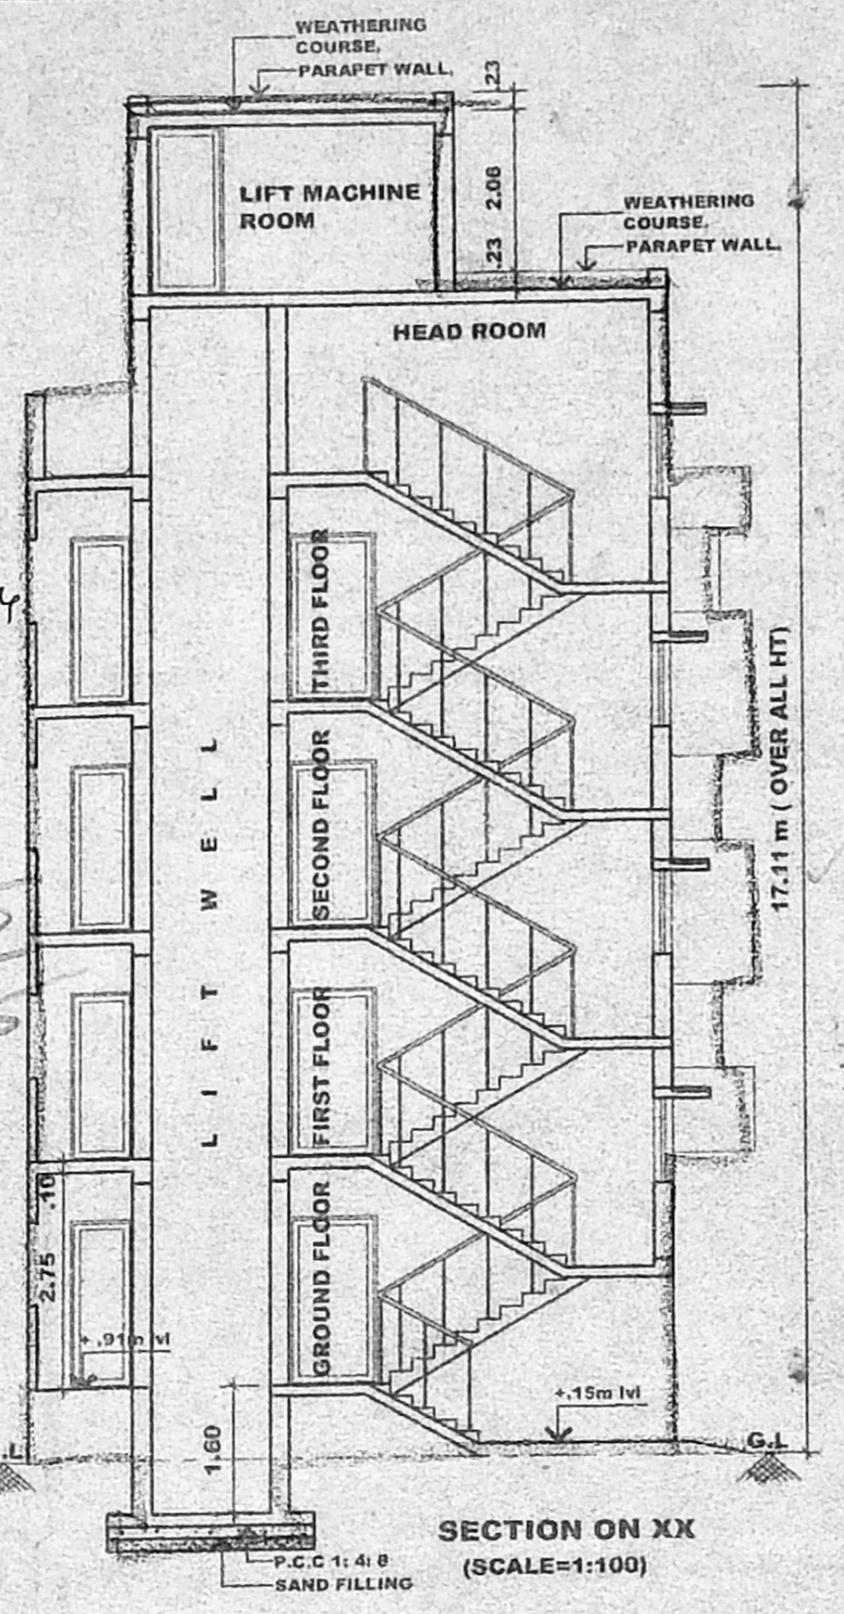 WEATHERING
COURSE,
PARAPET WALL,
.23
LIFT MACHINE
ROOM
2.06
WEATHERING
COURSE,
PARAPET WALL,
.23
HEAD ROOM
THIRD FLOOR
SECOND FLOOR
LIFT WELL
17.11 m ( OVER ALL HT)
FIRST FLOOR
GROUND FLOOR
.10
2.75
+ .91m lvl
+.15m lvl
1.60
.L
G.L
SECTION ON XX
(SCALE=1:100)
P.C.C 1: 4: 8
SAND FILLING